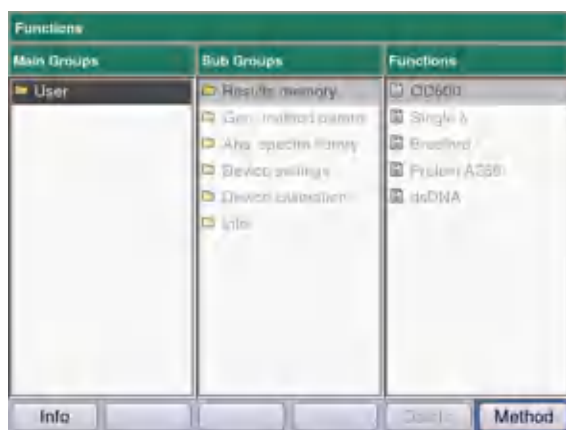 Functions
Main Groups
Sub Groups
Functions
User
Results memory
OD600
Single λ
Device settings
Bradford
Protein A280
dsDNA
Info
Info
Method